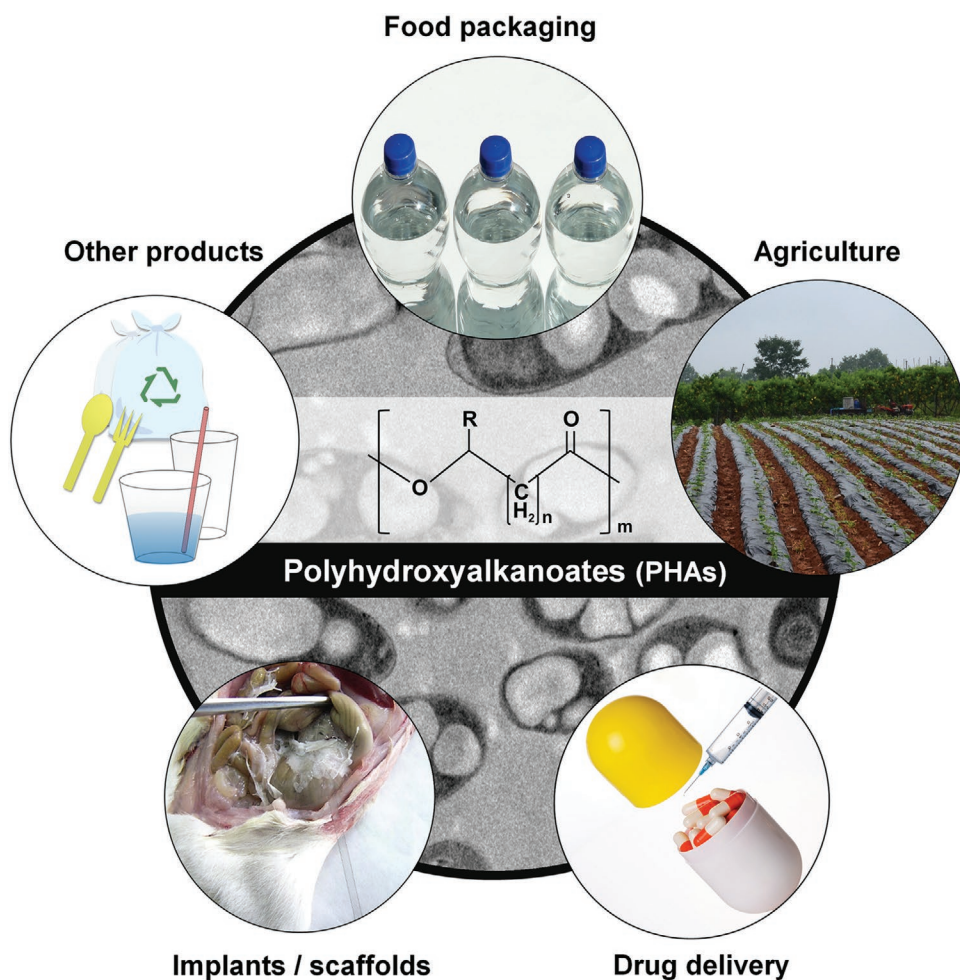 Food packaging
Other products
Agriculture
R
O
O
C
H₂
n
m
Polyhydroxyalkanoates (PHAs)
Implants / scaffolds
Drug delivery